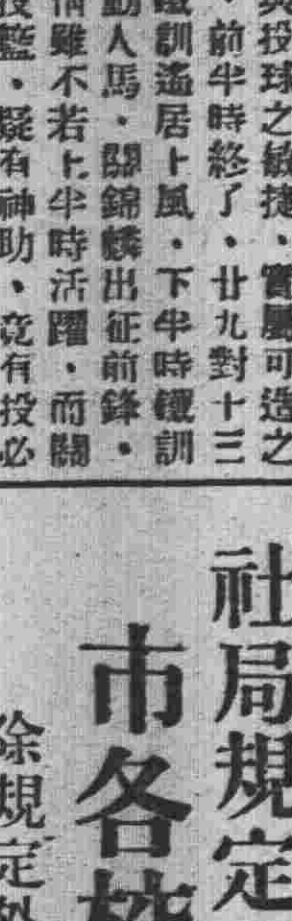 投球之敏捷、實屬可造之
前半時終了、廿九對十三
訓遙居上風。下半時鐵訓
動人馬。關錦麟出征前鋒。
雖不若上半時活躍、而關
投籃、疑有神助、竟有投必
社局規定
市各校
除規定外